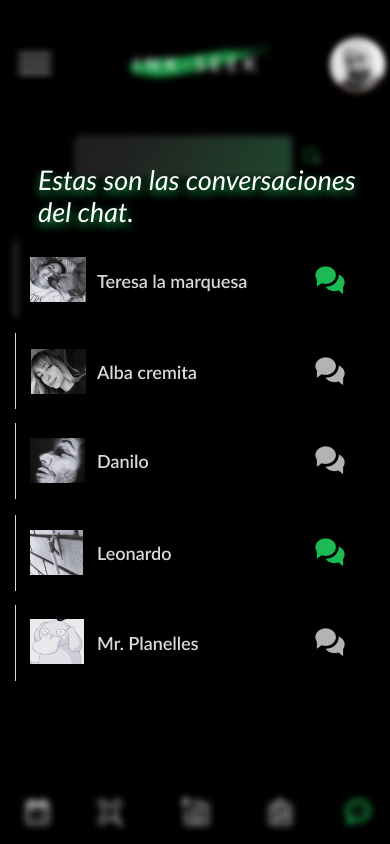 Estas son las conversaciones
del chat.
Teresa la marquesa
Alba cremita
Danilo
Leonardo
Mr. Planelles